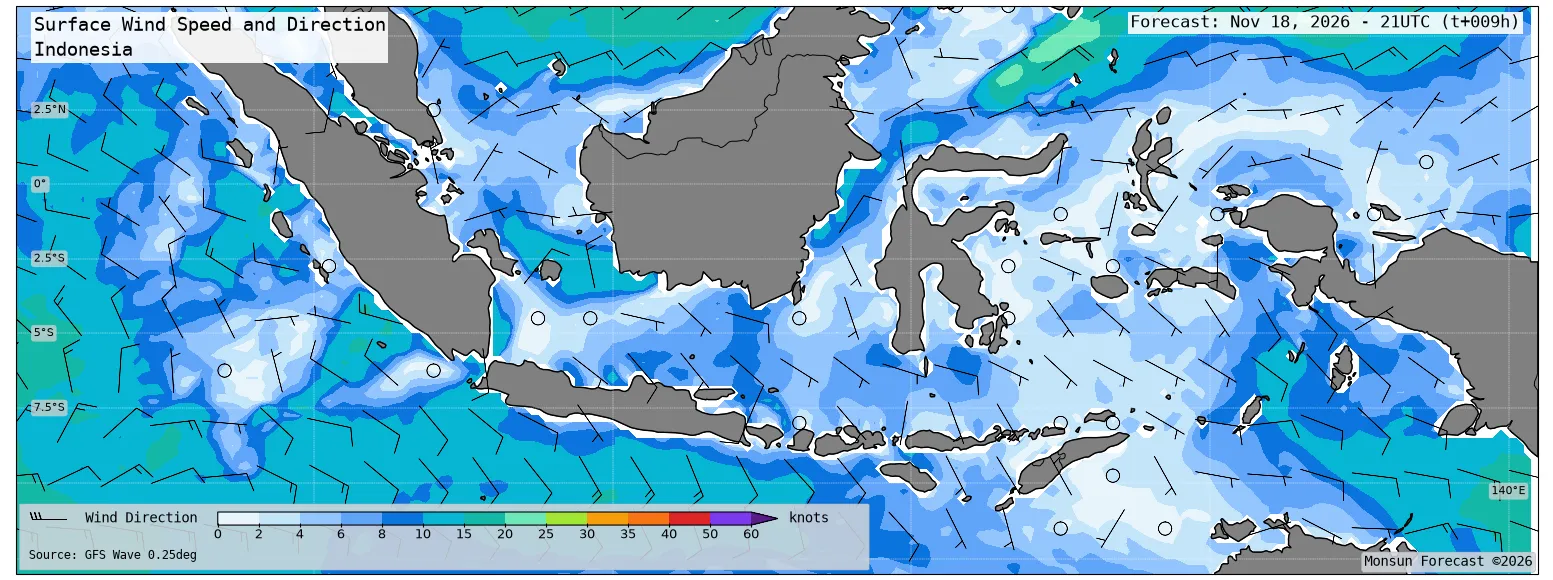 Surface Wind Speed and Direction
Indonesia
Forecast: Nov 18, 2026 - 21UTC (t+009h)
2.5°N
0°
2.5°S
5°S
7.5°S
140°E
Wind Direction
0 2 4 6 8 10 15 20 25 30 35 40 50 60
knots
Source: GFS Wave 0.25deg
Monsun Forecast ©2026